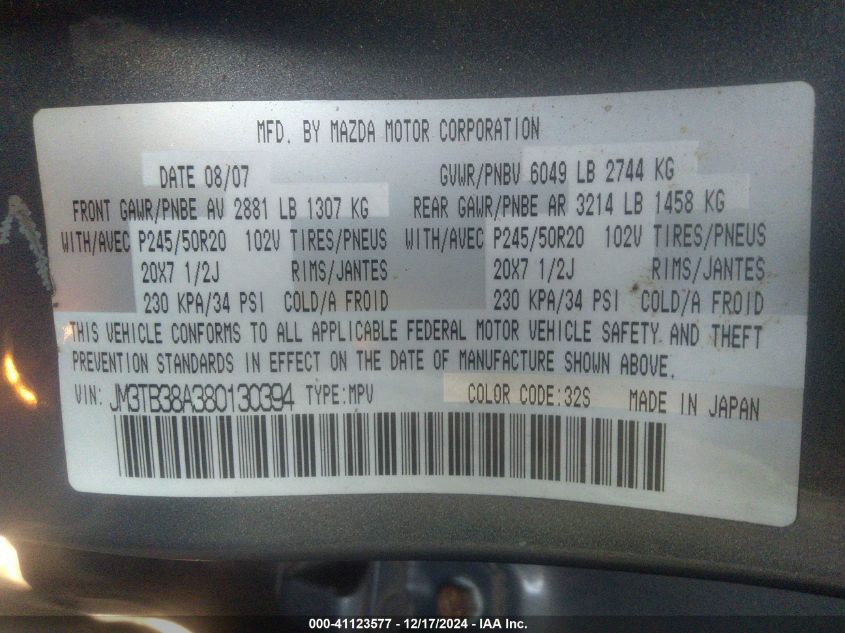 MFD. BY MAZDA MOTOR CORPORATION
DATE 08/07 GVWR/PNBV 6049 LB 2744 KG
FRONT GAWR/PNBE AV 2881 LB 1307 KG REAR GAWR/PNBE AR 3214 LB 1458 KG
WITH/AVEC P245/50R20 102V TIRES/PNEUS WITH/AVEC P245/50R20 102V TIRES/PNEUS
20X7 1/2J RIMS/JANTES 20X7 1/2J RIMS/JANTES
230 KPA/34 PSI COLD/A FROID 230 KPA/34 PSI COLD/A FROID
THIS VEHICLE CONFORMS TO ALL APPLICABLE FEDERAL MOTOR VEHICLE SAFETY AND THEFT
PREVENTION STANDARDS IN EFFECT ON THE DATE OF MANUFACTURE SHOWN ABOVE.
VIN: JM3TB38A380130394 TYPE:MPV COLOR CODE:32S MADE IN JAPAN
000-41123577 - 12/17/2024 - IAA Inc.